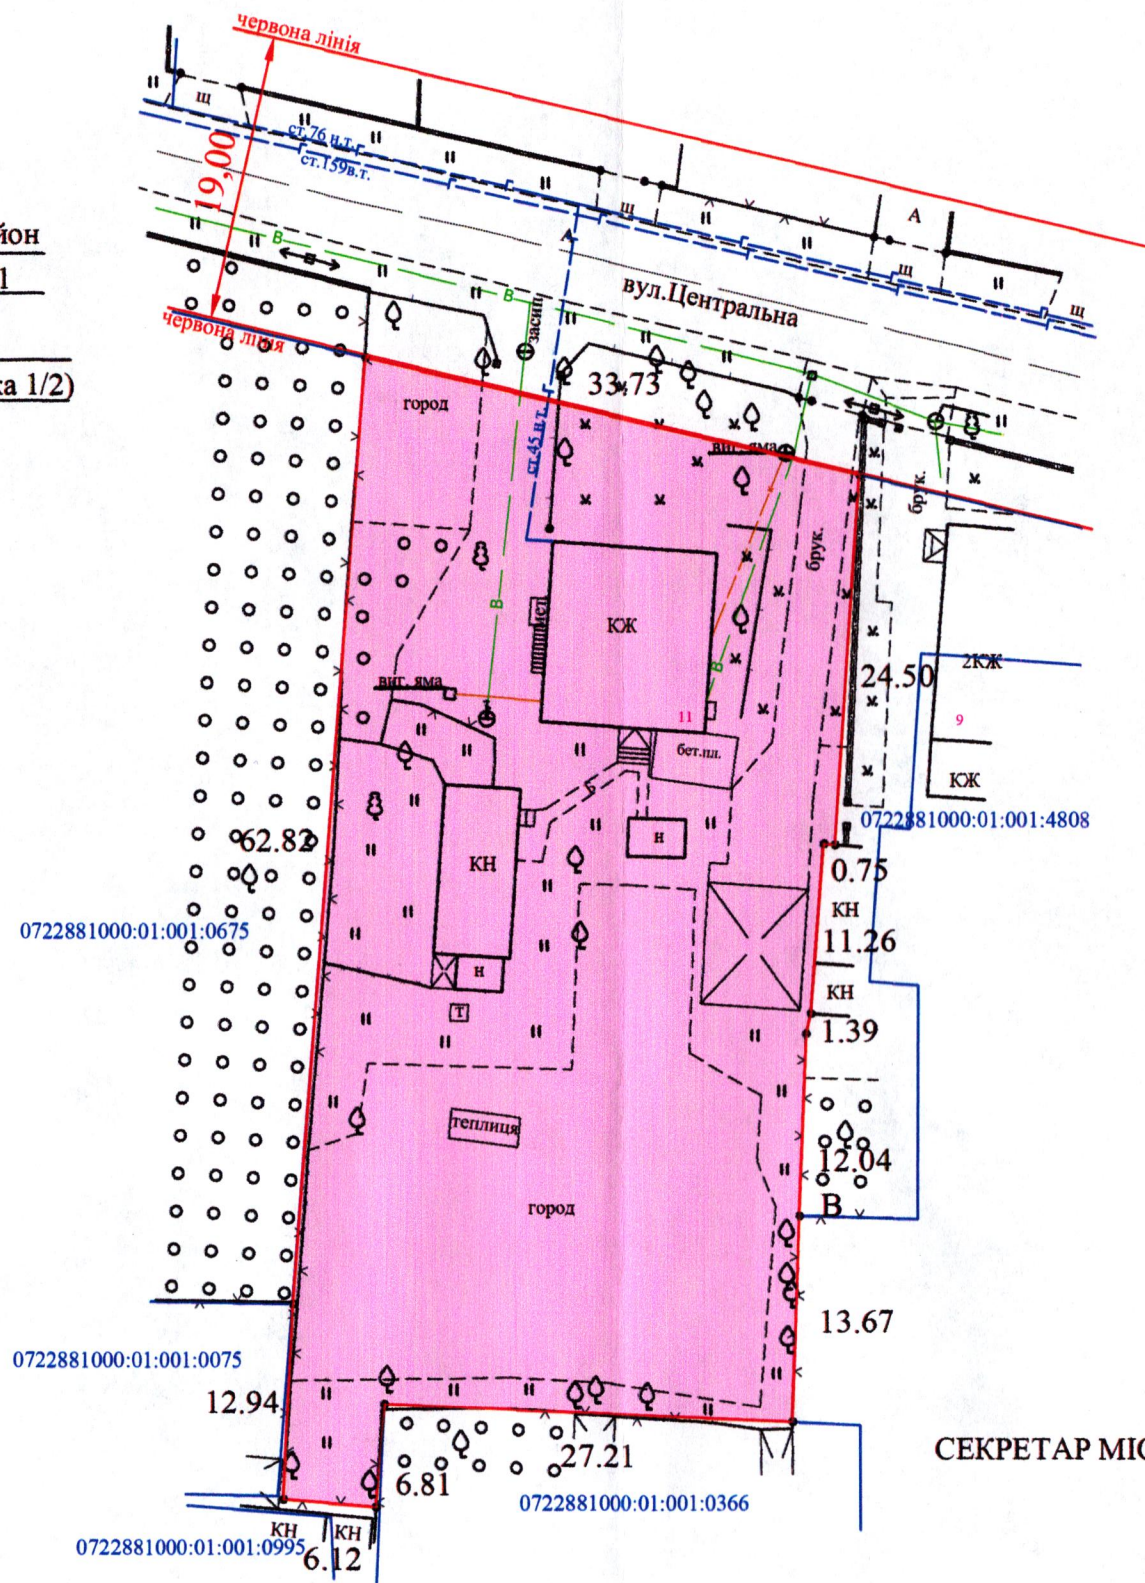 червона лінія
щ
ст.76 н.т.
ст.159в.т.
19,00
йон
1
ка 1/2)
В
щ
А
А
щ
щ
щ
вул.Центральна
В
засип.
червона лінія
33.73
город
ст.45 н.т.
виг. яма
брук.
брук.
В
мет.
КЖ
2КЖ
24.50
В
виг. яма
11
9
бет.пл.
КЖ
0722881000:01:001:4808
62.82
н
КН
0.75
КН
0722881000:01:001:0675
11.26
н
КН
Т
1.39
теплиця
12.04
город
В
13.67
0722881000:01:001:0075
12.94
СЕКРЕТАР МІС
27.21
6.81
0722881000:01:001:0366
КН
КН
0722881000:01:001:0995
6.12